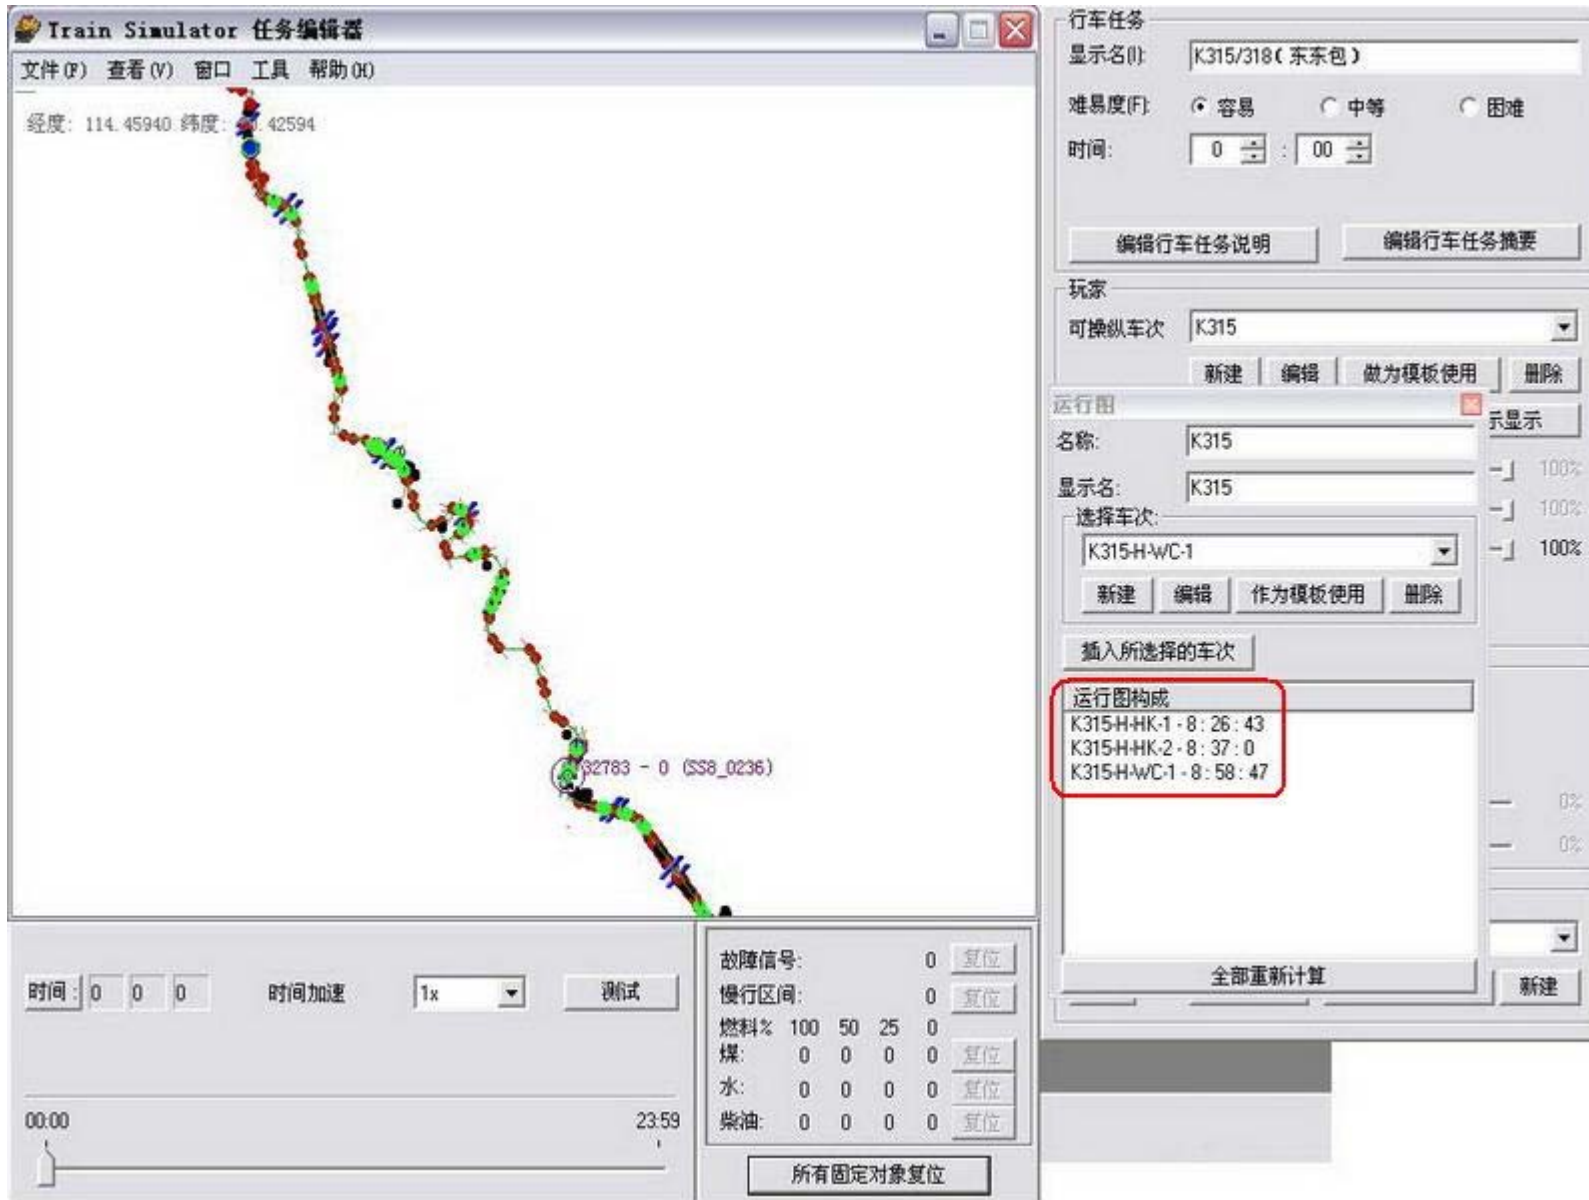 Train Simulator 任务编辑器
文件(F) 查看(V) 窗口 工具 帮助(H)
经度: 114.45940 纬度: .42594
32783 - 0 (SS8_0236)
时间: 0 0 0 时间加速 1x 测试
00:00 23:59
故障信号: 0 复位
慢行区间: 0 复位
燃料% 100 50 25 0
煤: 0 0 0 0 复位
水: 0 0 0 0 复位
柴油: 0 0 0 0 复位
所有固定对象复位
行车任务
显示名(I): K315/318(东东包)
难易度(F): 容易 中等 困难
时间: 0 : 00
编辑行车任务说明 编辑行车任务摘要
玩家
可操纵车次 K315
新建 编辑 做为模板使用 删除
示显示
100%
100%
100%
0%
0%
新建
运行图
名称: K315
显示名: K315
选择车次:
K315-H-WC-1
新建 编辑 作为模板使用 删除
插入所选择的车次
运行图构成
K315-H-HK-1 - 8 : 26 : 43
K315-H-HK-2 - 8 : 37 : 0
K315-H-WC-1 - 8 : 58 : 47
全部重新计算